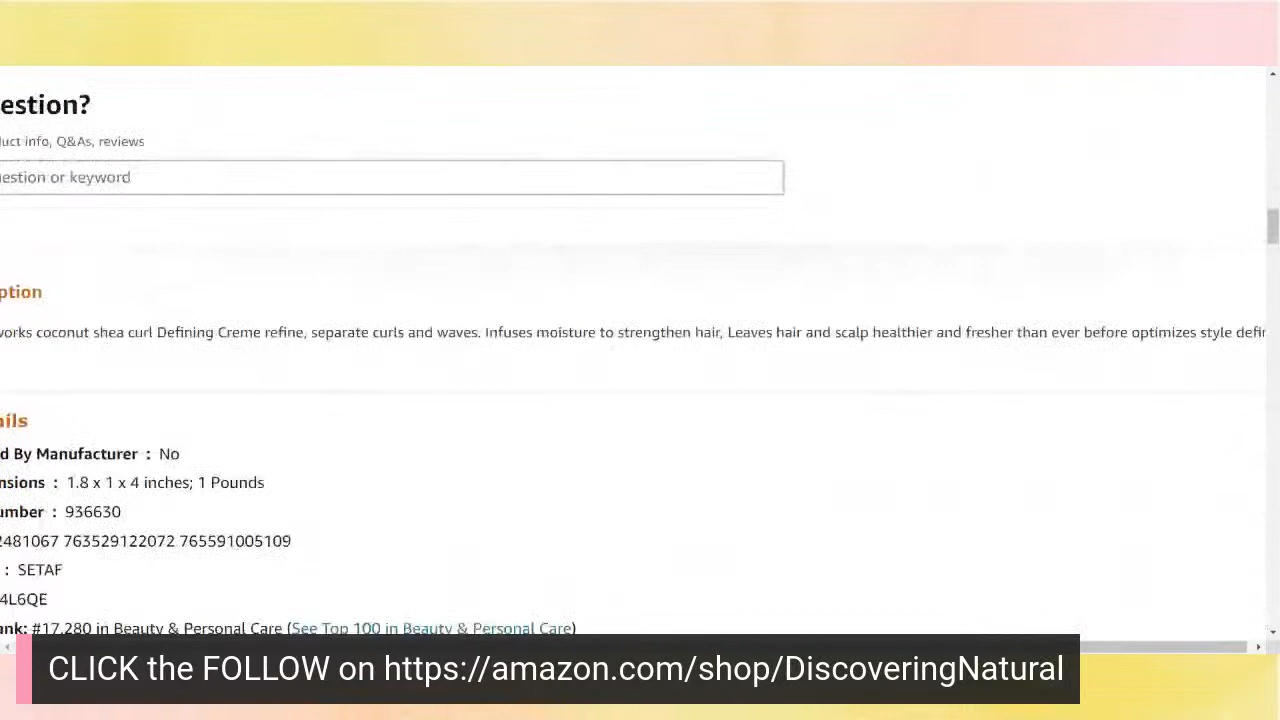 estion?
uct info, Q&As, reviews
estion or keyword
ption
works coconut shea curl Defining Creme refine, separate curls and waves. Infuses moisture to strengthen hair, Leaves hair and scalp healthier and fresher than ever before optimizes style defin
ails
d By Manufacturer : No
nsions : 1.8 x 1 x 4 inches; 1 Pounds
umber : 936630
2481067 763529122072 765591005109
: SETAF
4L6QE
ank: #17,280 in Beauty & Personal Care (See Top 100 in Beauty & Personal Care)
CLICK the FOLLOW on https://amazon.com/shop/DiscoveringNatural